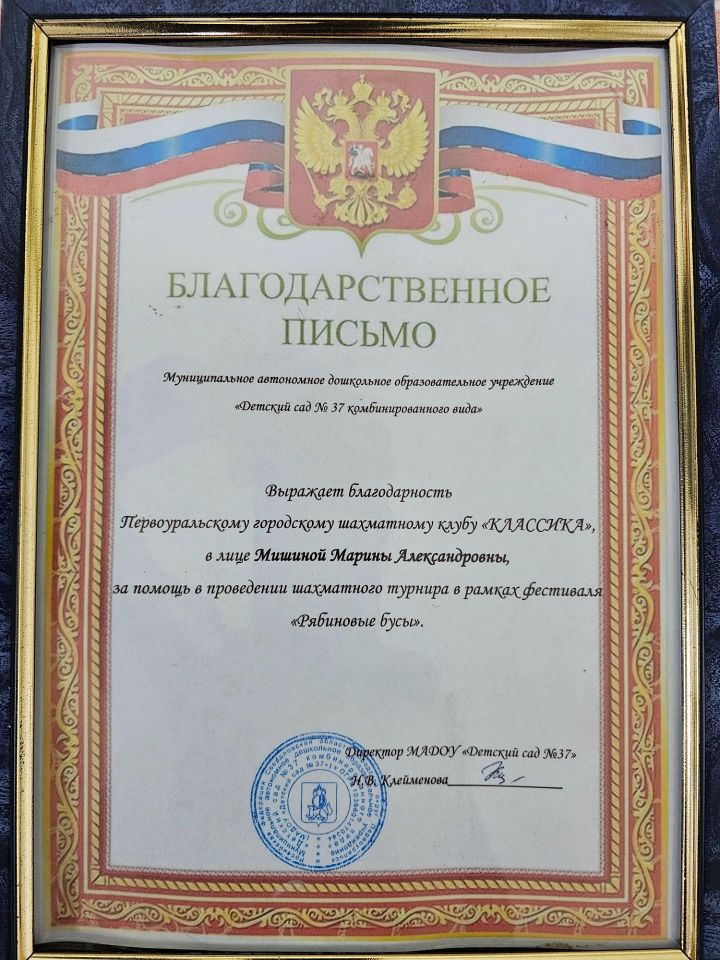 БЛАГОДАРСТВЕННОЕ
ПИСЬМО
Муниципальное автономное дошкольное образовательное учреждение
«Детский сад № 37 комбинированного вида»
Выражает благодарность
Первоуральскому городскому шахматному клубу «КЛАССИКА»,
в лице Мишиной Марины Александровны,
за помощь в проведении шахматного турнира в рамках фестиваля
«Рябиновые бусы».
Директор МАДОУ «Детский сад №37»
Н.В. Клейменова